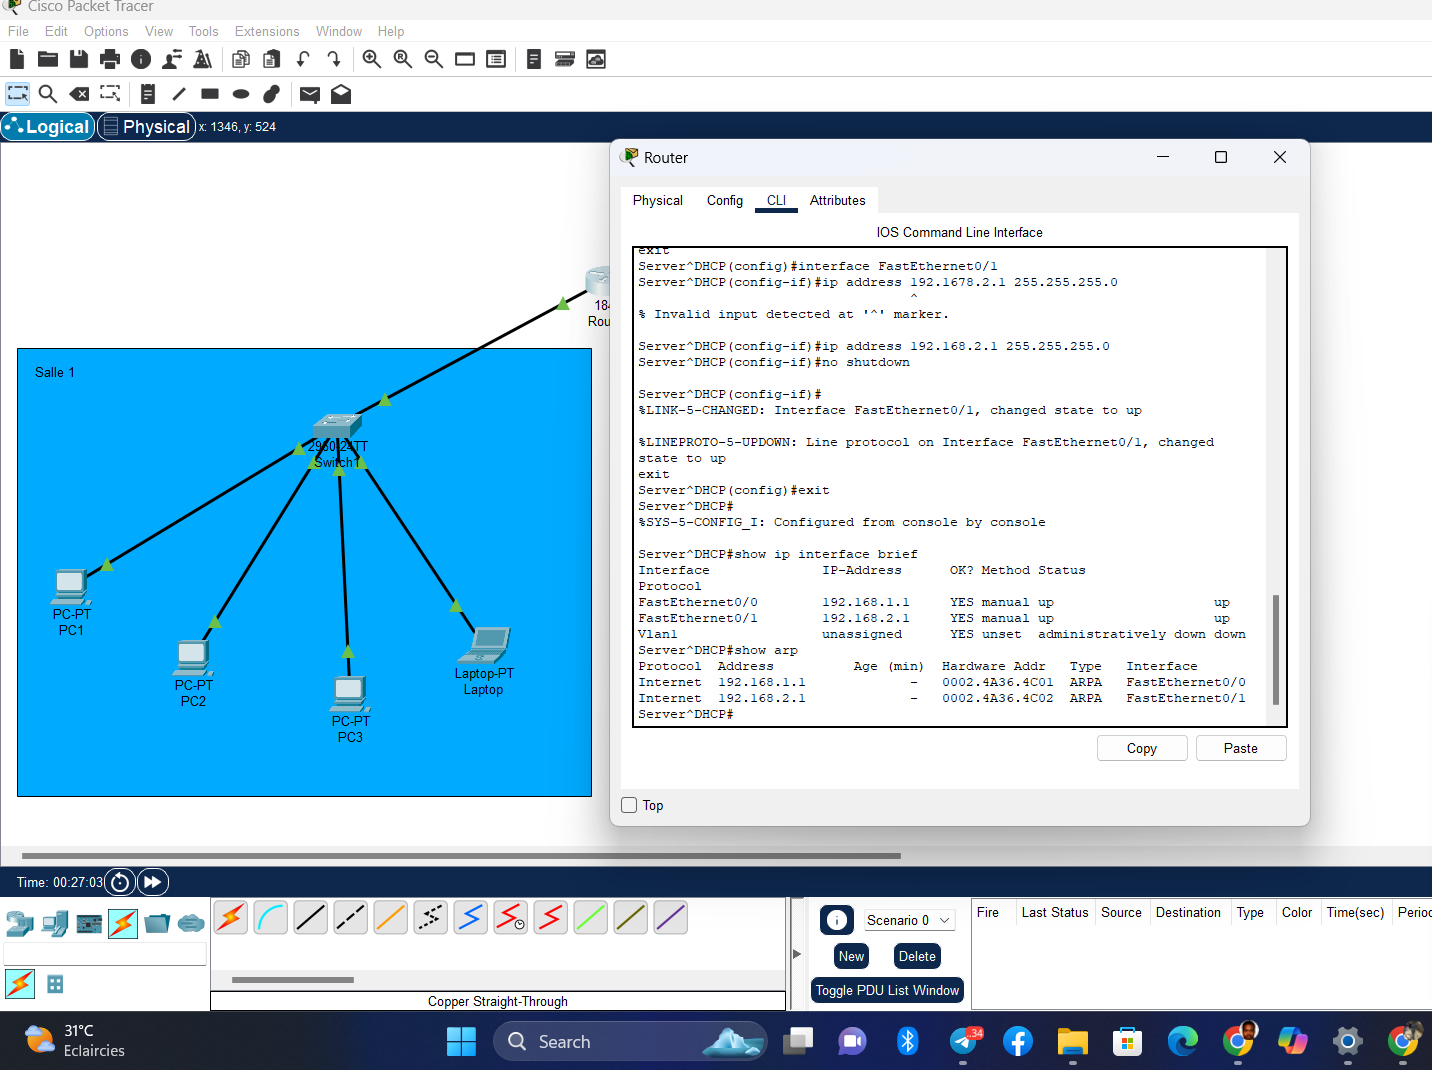 Cisco Packet Tracer
File Edit Options View Tools Extensions Window Help
Logical Physical x: 1346, y: 524
Salle 1
2960-24TT
Switch1
PC-PT
PC1
PC-PT
PC2
PC-PT
PC3
Laptop-PT
Laptop
184
Rou
Router
Physical Config CLI Attributes
IOS Command Line Interface
exit
Server^DHCP(config)#interface FastEthernet0/1
Server^DHCP(config-if)#ip address 192.1678.2.1 255.255.255.0
^
% Invalid input detected at '^' marker.
Server^DHCP(config-if)#ip address 192.168.2.1 255.255.255.0
Server^DHCP(config-if)#no shutdown
Server^DHCP(config-if)#
%LINK-5-CHANGED: Interface FastEthernet0/1, changed state to up
%LINEPROTO-5-UPDOWN: Line protocol on Interface FastEthernet0/1, changed
state to up
exit
Server^DHCP(config)#exit
Server^DHCP#
%SYS-5-CONFIG_I: Configured from console by console
Server^DHCP#show ip interface brief
Interface IP-Address OK? Method Status
Protocol
FastEthernet0/0 192.168.1.1 YES manual up up
FastEthernet0/1 192.168.2.1 YES manual up up
Vlan1 unassigned YES unset administratively down down
Server^DHCP#show arp
Protocol Address Age (min) Hardware Addr Type Interface
Internet 192.168.1.1 - 0002.4A36.4C01 ARPA FastEthernet0/0
Internet 192.168.2.1 - 0002.4A36.4C02 ARPA FastEthernet0/1
Server^DHCP#
Copy Paste
Top
Time: 00:27:03
Copper Straight-Through
Scenario 0
New Delete
Toggle PDU List Window
Fire Last Status Source Destination Type Color Time(sec) Perioc
31°C
Eclaircies
Search
34